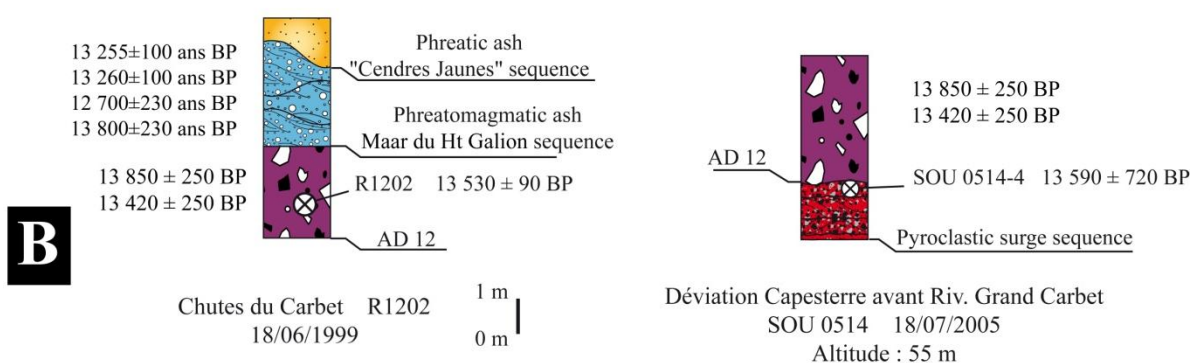 13 255±100 ans BP
13 260±100 ans BP
12 700±230 ans BP
13 800±230 ans BP
13 850 ± 250 BP
13 420 ± 250 BP
Phreatic ash
"Cendres Jaunes" sequence
Phreatomagmatic ash
Maar du Ht Galion sequence
R1202 13 530 ± 90 BP
AD 12
B
Chutes du Carbet R1202
18/06/1999
1 m
0 m
13 850 ± 250 BP
13 420 ± 250 BP
AD 12
SOU 0514-4 13 590 ± 720 BP
Pyroclastic surge sequence
Déviation Capesterre avant Riv. Grand Carbet
SOU 0514 18/07/2005
Altitude : 55 m